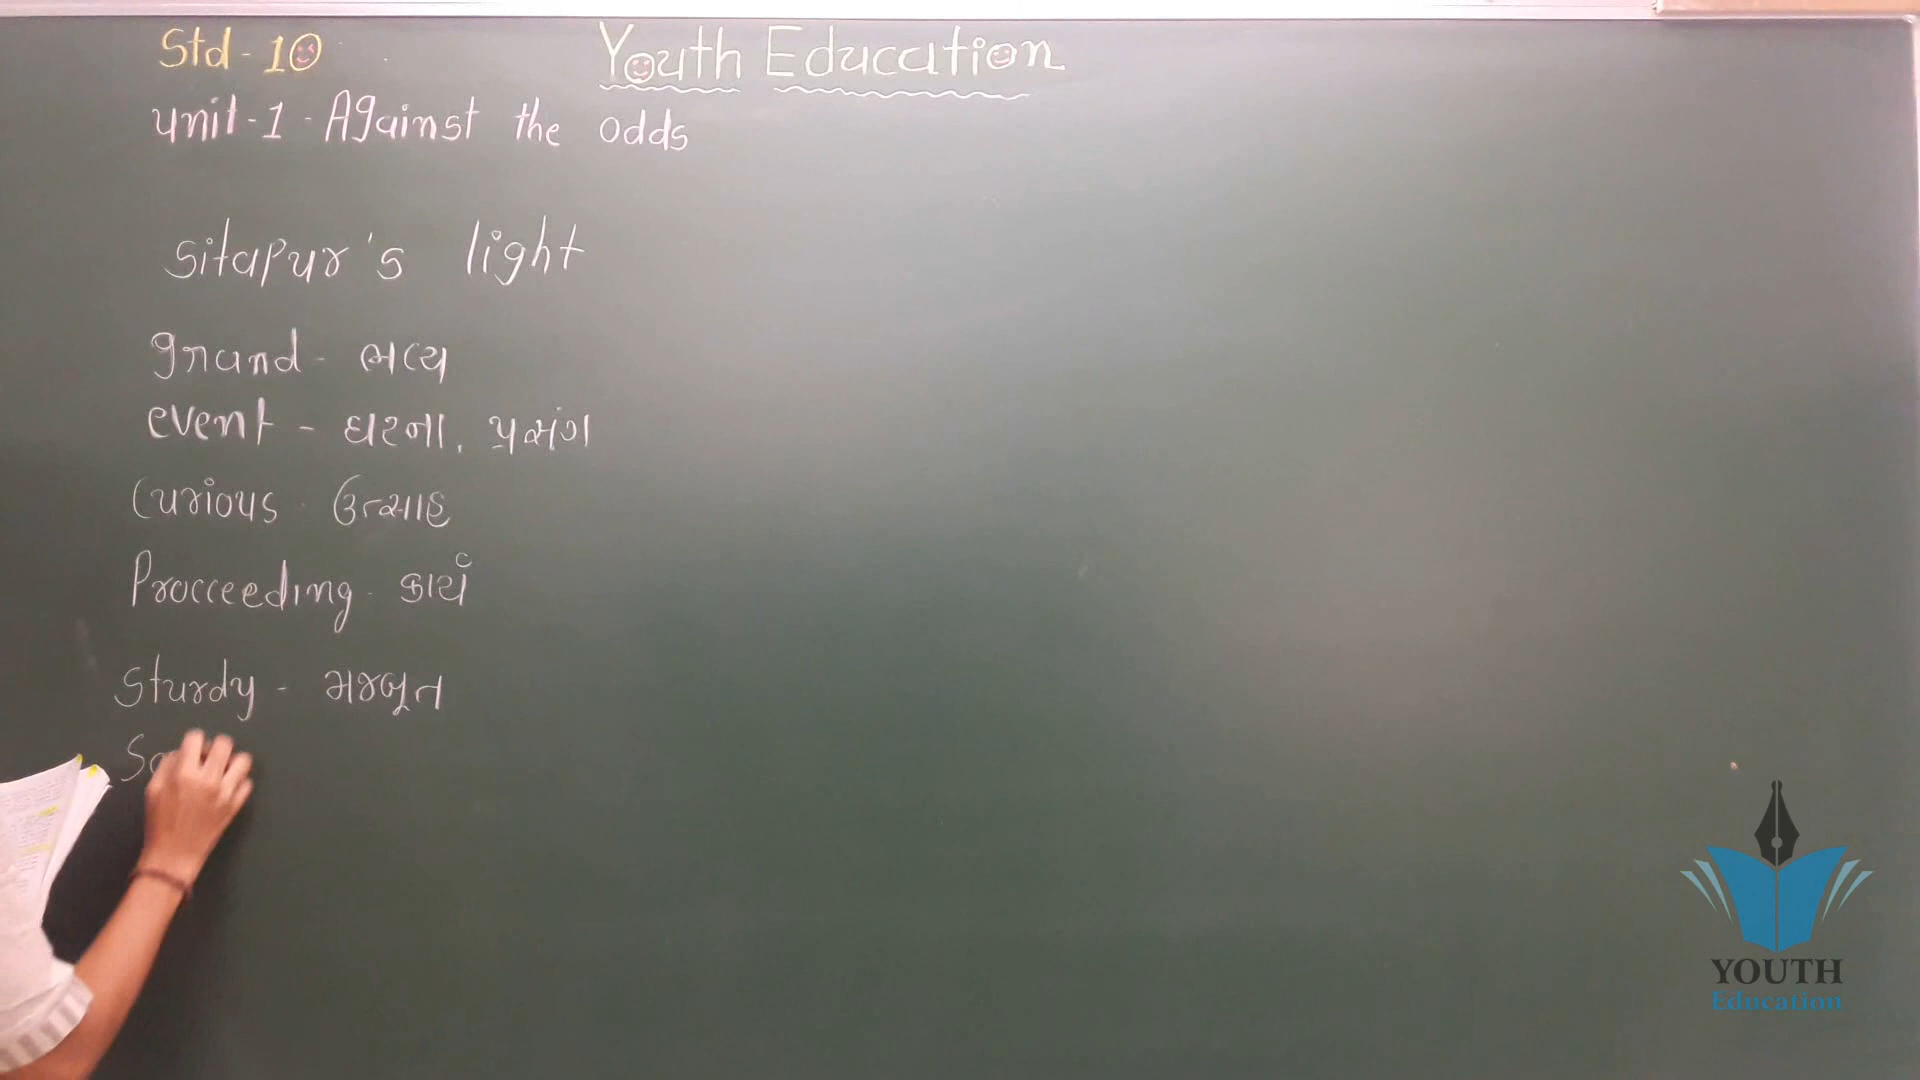 Std-10
Youth Education
unit-1-Against the odds
sitapur's light
grand - ભવ્ય
event - ઘટના, પ્રસંગ
Curious - ઉત્સાહ
Procceeding - કાર્ય
Sturdy - મજબૂત
YOUTH
Education